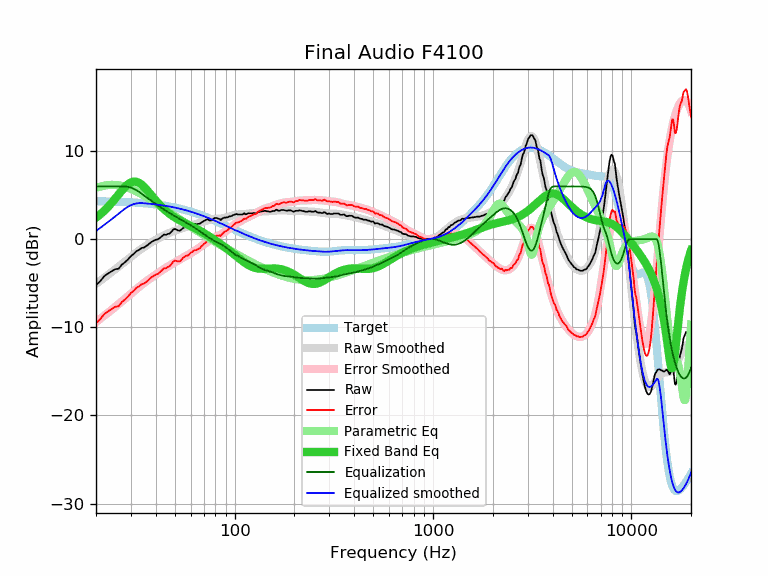 Final Audio F4100
Amplitude (dBr)
10
0
−10
−20
−30
Target
Raw Smoothed
Error Smoothed
Raw
Error
Parametric Eq
Fixed Band Eq
Equalization
Equalized smoothed
100
1000
10000
Frequency (Hz)